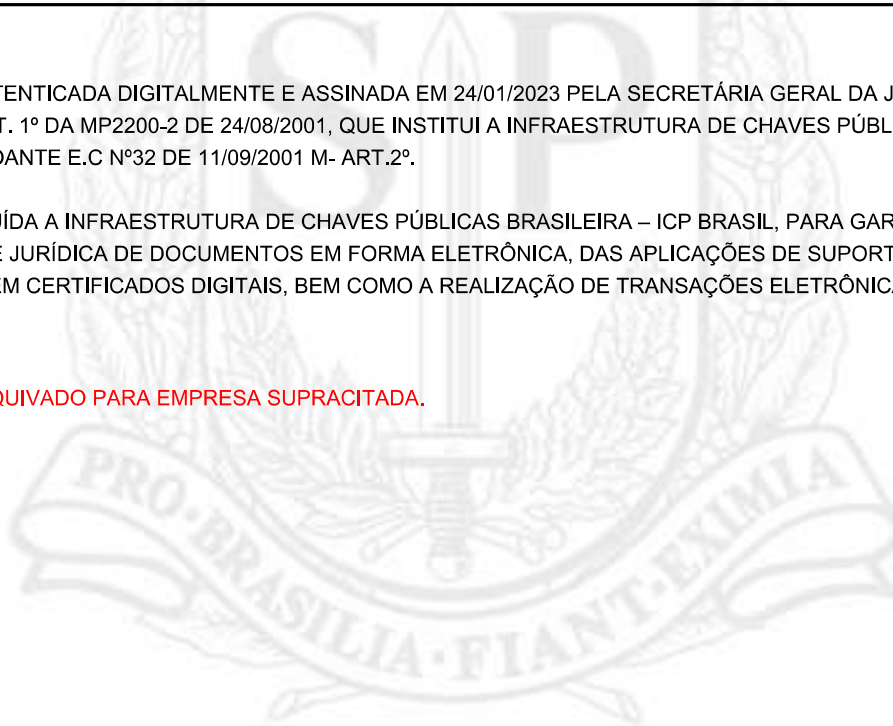 TENTICADA DIGITALMENTE E ASSINADA EM 24/01/2023 PELA SECRETÁRIA GERAL DA J
T. 1º DA MP2200-2 DE 24/08/2001, QUE INSTITUI A INFRAESTRUTURA DE CHAVES PÚBL
DANTE E.C Nº32 DE 11/09/2001 M- ART.2º.
UÍDA A INFRAESTRUTURA DE CHAVES PÚBLICAS BRASILEIRA – ICP BRASIL, PARA GAR
E JURÍDICA DE DOCUMENTOS EM FORMA ELETRÔNICA, DAS APLICAÇÕES DE SUPORT
EM CERTIFICADOS DIGITAIS, BEM COMO A REALIZAÇÃO DE TRANSAÇÕES ELETRÔNICA
QUIVADO PARA EMPRESA SUPRACITADA.
SP
PRO·BRASILIA·FIANT·EXIMIA